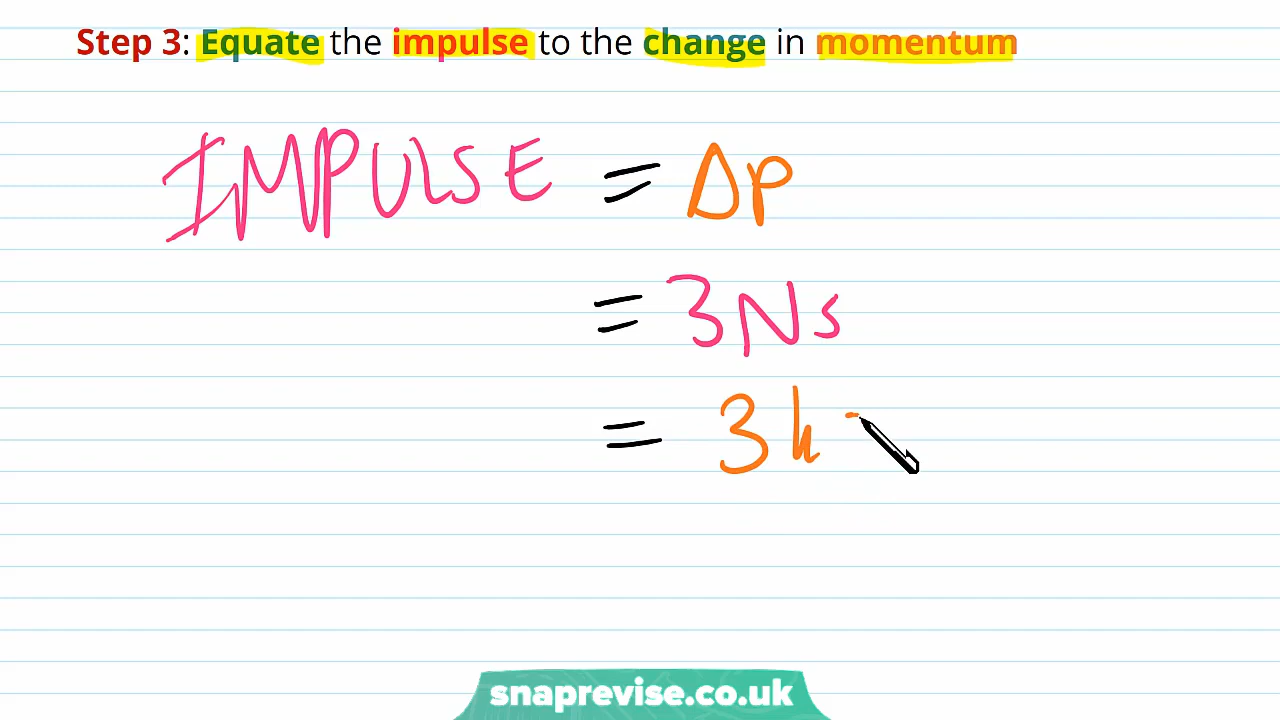 Step 3: Equate the impulse to the change in momentum
IMPULSE = Δp
= 3Ns
= 3k
snaprevise.co.uk